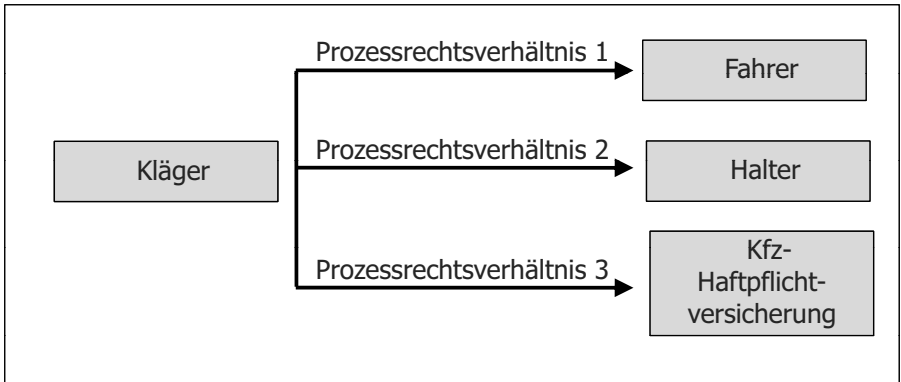 Prozessrechtsverhältnis 1
Fahrer
Kläger
Prozessrechtsverhältnis 2
Halter
Prozessrechtsverhältnis 3
Kfz-
Haftpflicht-
versicherung